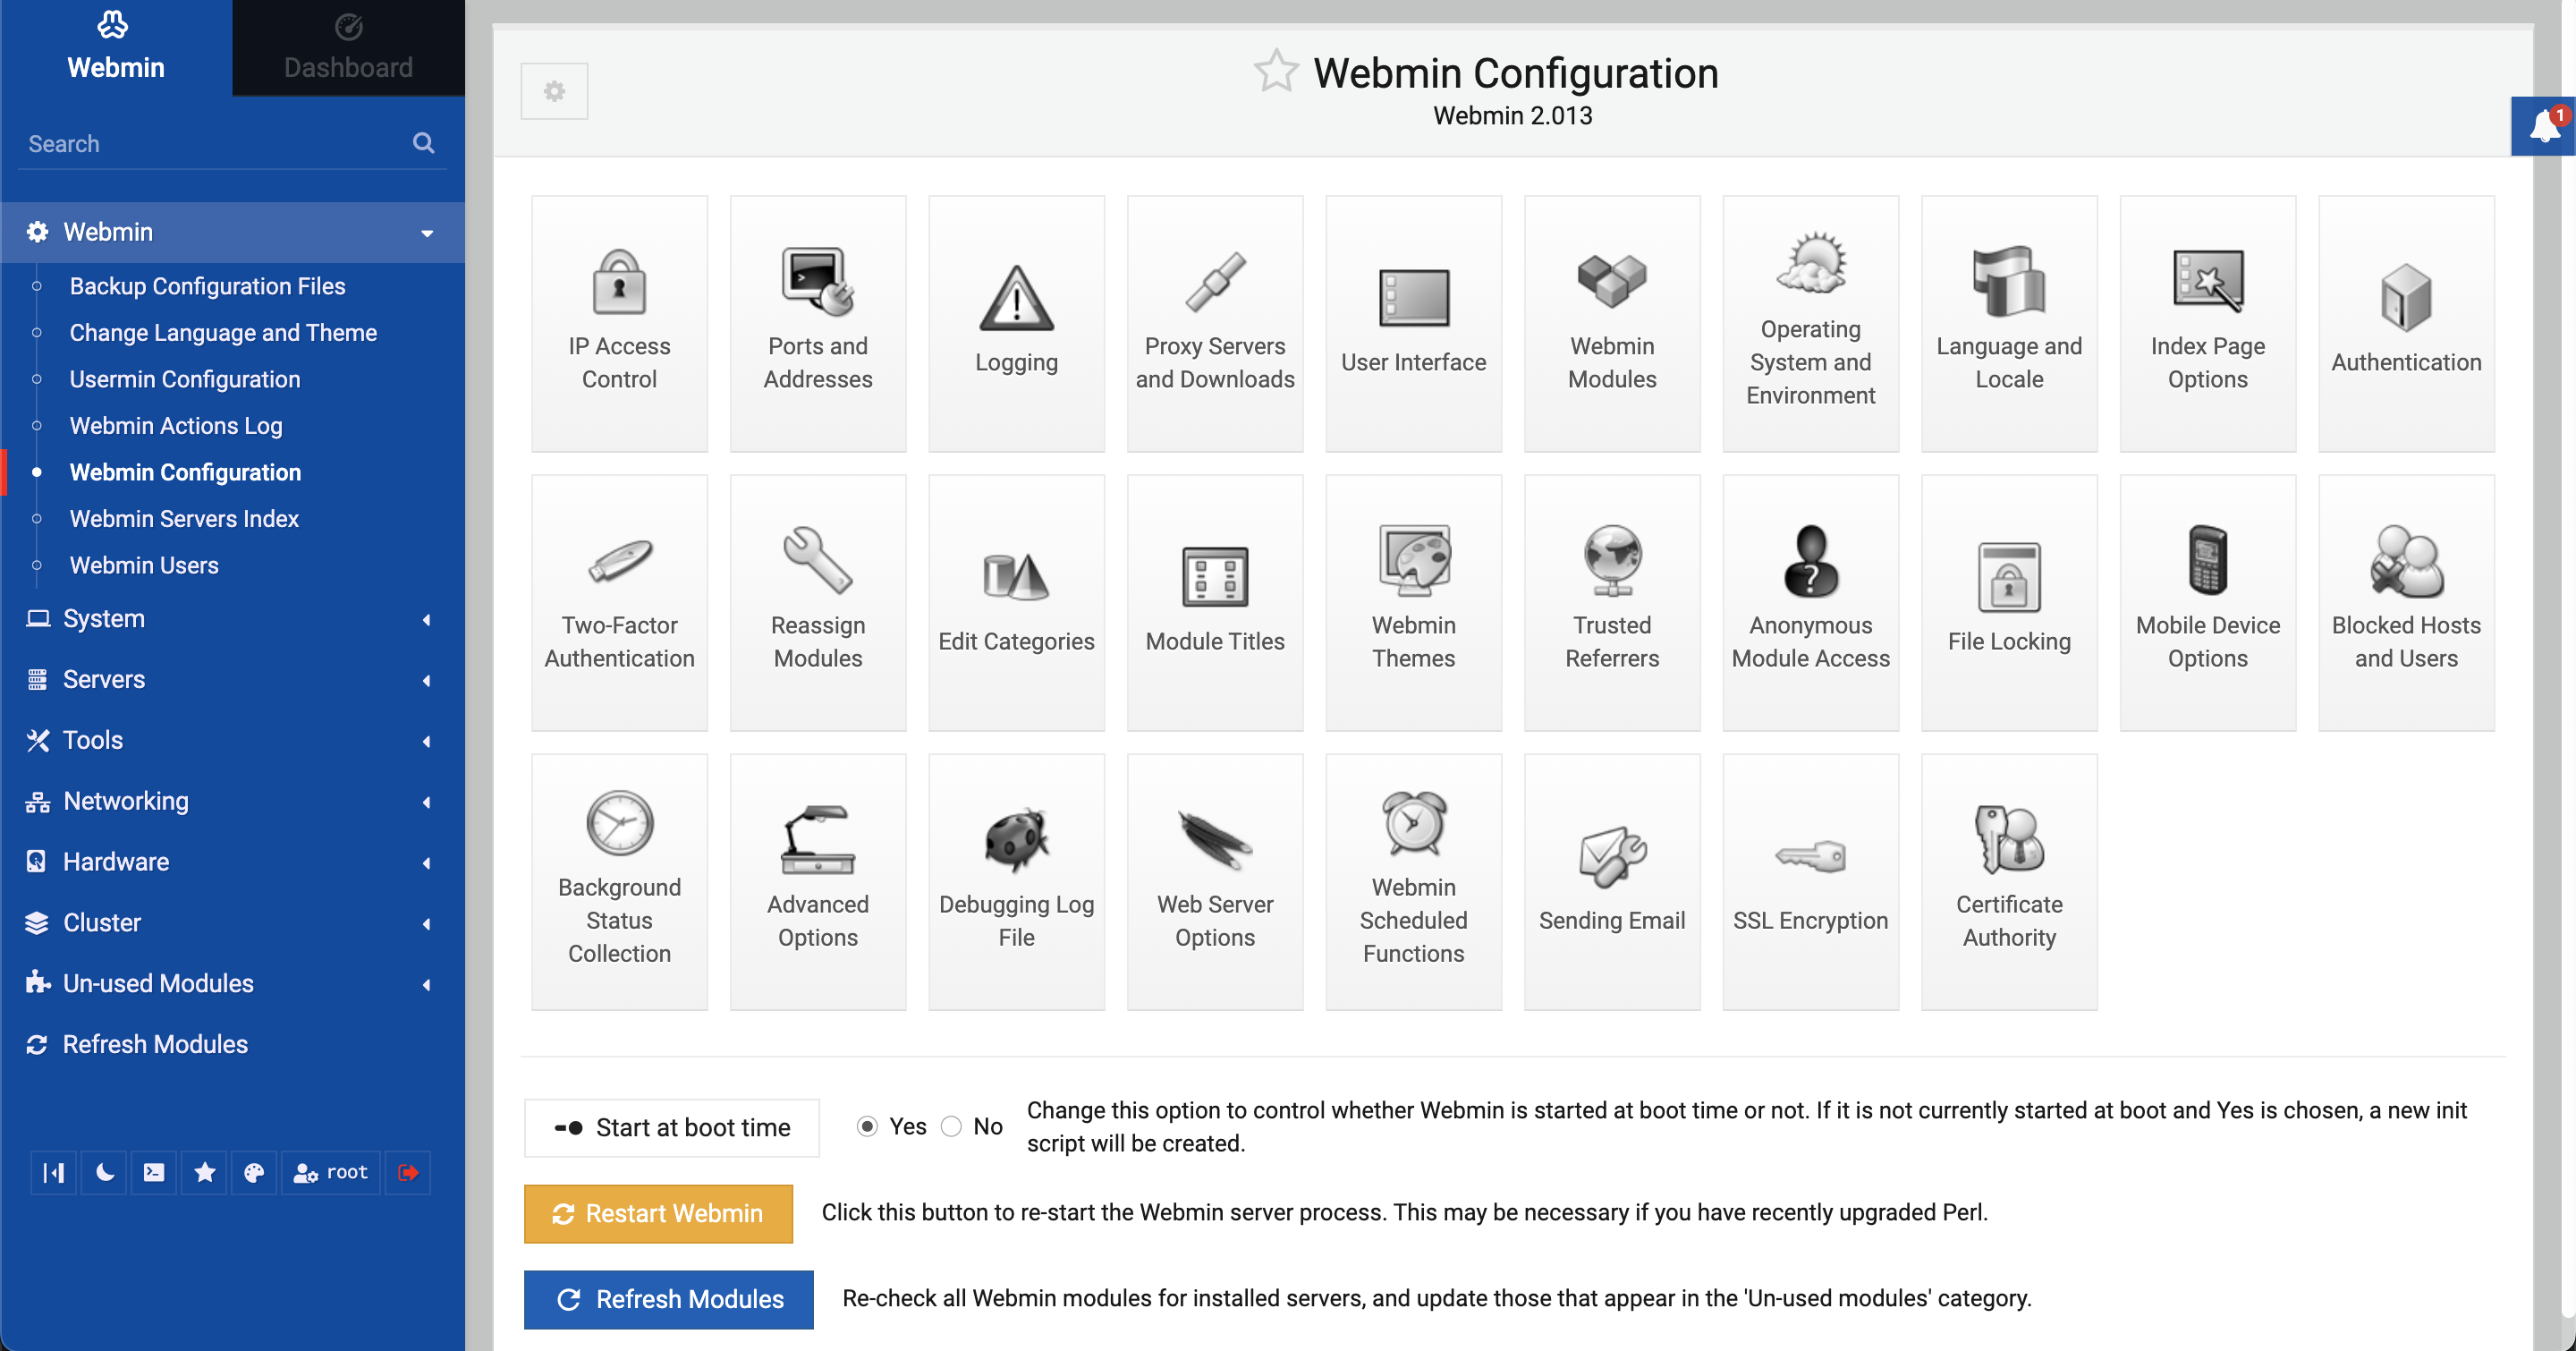 Webmin
Dashboard
Search
Webmin
Backup Configuration Files
Change Language and Theme
Usermin Configuration
Webmin Actions Log
Webmin Configuration
Webmin Servers Index
Webmin Users
System
Servers
Tools
Networking
Hardware
Cluster
Un-used Modules
Refresh Modules
root
Webmin Configuration
Webmin 2.013
1
IP Access
Control
Ports and
Addresses
Logging
Proxy Servers
and Downloads
User Interface
Webmin
Modules
Operating
System and
Environment
Language and
Locale
Index Page
Options
Authentication
Two-Factor
Authentication
Reassign
Modules
Edit Categories
Module Titles
Webmin
Themes
Trusted
Referrers
Anonymous
Module Access
File Locking
Mobile Device
Options
Blocked Hosts
and Users
Background
Status
Collection
Advanced
Options
Debugging Log
File
Web Server
Options
Webmin
Scheduled
Functions
Sending Email
SSL Encryption
Certificate
Authority
Start at boot time
Yes No
Change this option to control whether Webmin is started at boot time or not. If it is not currently started at boot and Yes is chosen, a new init
script will be created.
Restart Webmin
Click this button to re-start the Webmin server process. This may be necessary if you have recently upgraded Perl.
Refresh Modules
Re-check all Webmin modules for installed servers, and update those that appear in the 'Un-used modules' category.